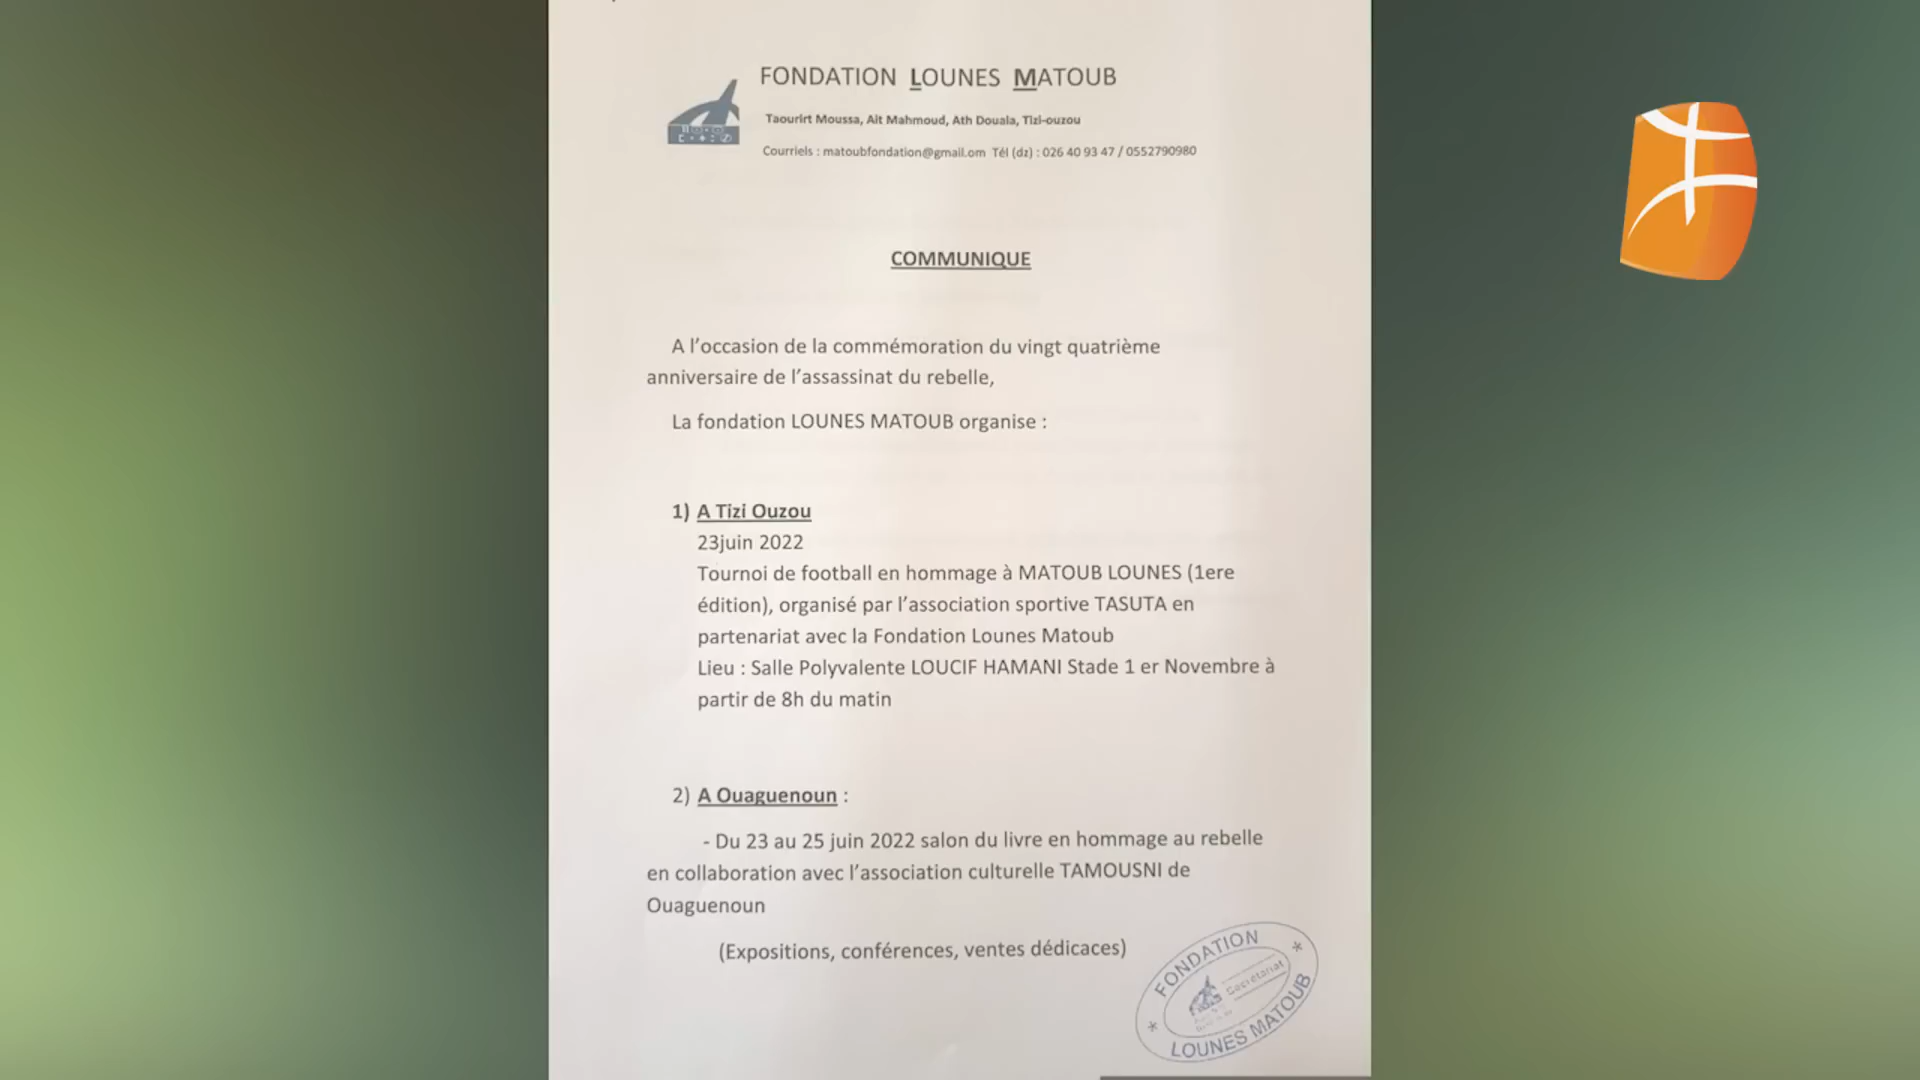 FONDATION LOUNES MATOUB
Taourirt Moussa, Ait Mahmoud, Ath Douala, Tizi-ouzou
Courriels : matoubfondation@gmail.om Tél (dz) : 026 40 93 47 / 0552790980
COMMUNIQUE
A l'occasion de la commémoration du vingt quatrième
anniversaire de l'assassinat du rebelle,
La fondation LOUNES MATOUB organise :
1) A Tizi Ouzou
23juin 2022
Tournoi de football en hommage à MATOUB LOUNES (1ere
édition), organisé par l'association sportive TASUTA en
partenariat avec la Fondation Lounes Matoub
Lieu : Salle Polyvalente LOUCIF HAMANI Stade 1 er Novembre à
partir de 8h du matin
2) A Ouaguenoun :
- Du 23 au 25 juin 2022 salon du livre en hommage au rebelle
en collaboration avec l'association culturelle TAMOUSNI de
Ouaguenoun
(Expositions, conférences, ventes dédicaces)
* FONDATION *
Secrétariat
LOUNES MATOUB